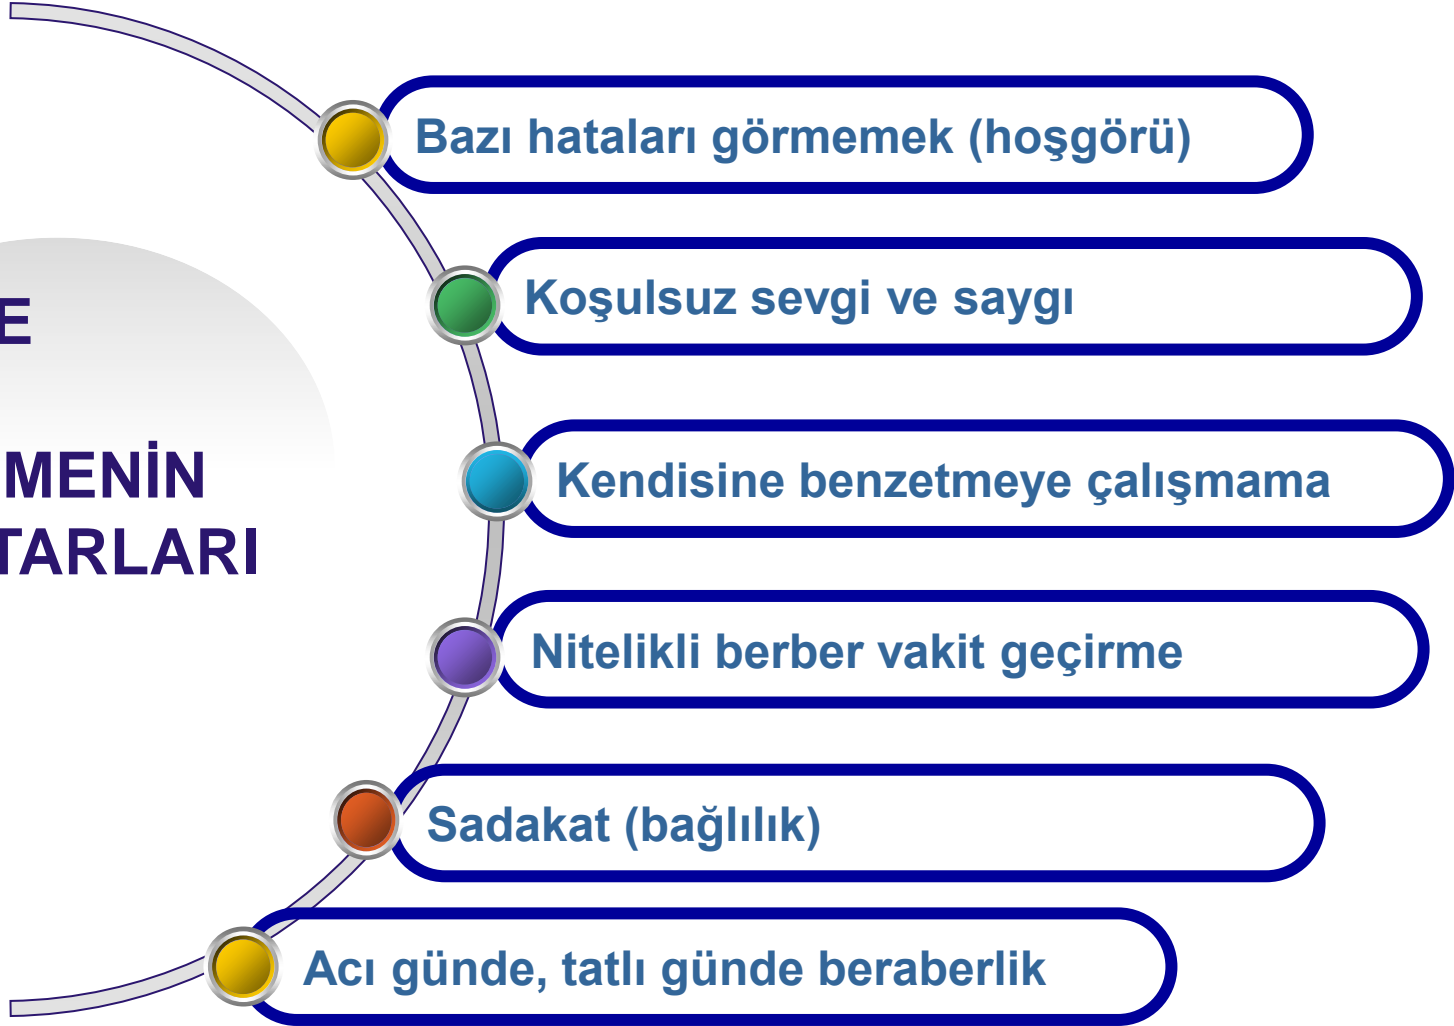 E
MENİN
TARLARI
Bazı hataları görmemek (hoşgörü)
Koşulsuz sevgi ve saygı
Kendisine benzetmeye çalışmama
Nitelikli berber vakit geçirme
Sadakat (bağlılık)
Acı günde, tatlı günde beraberlik